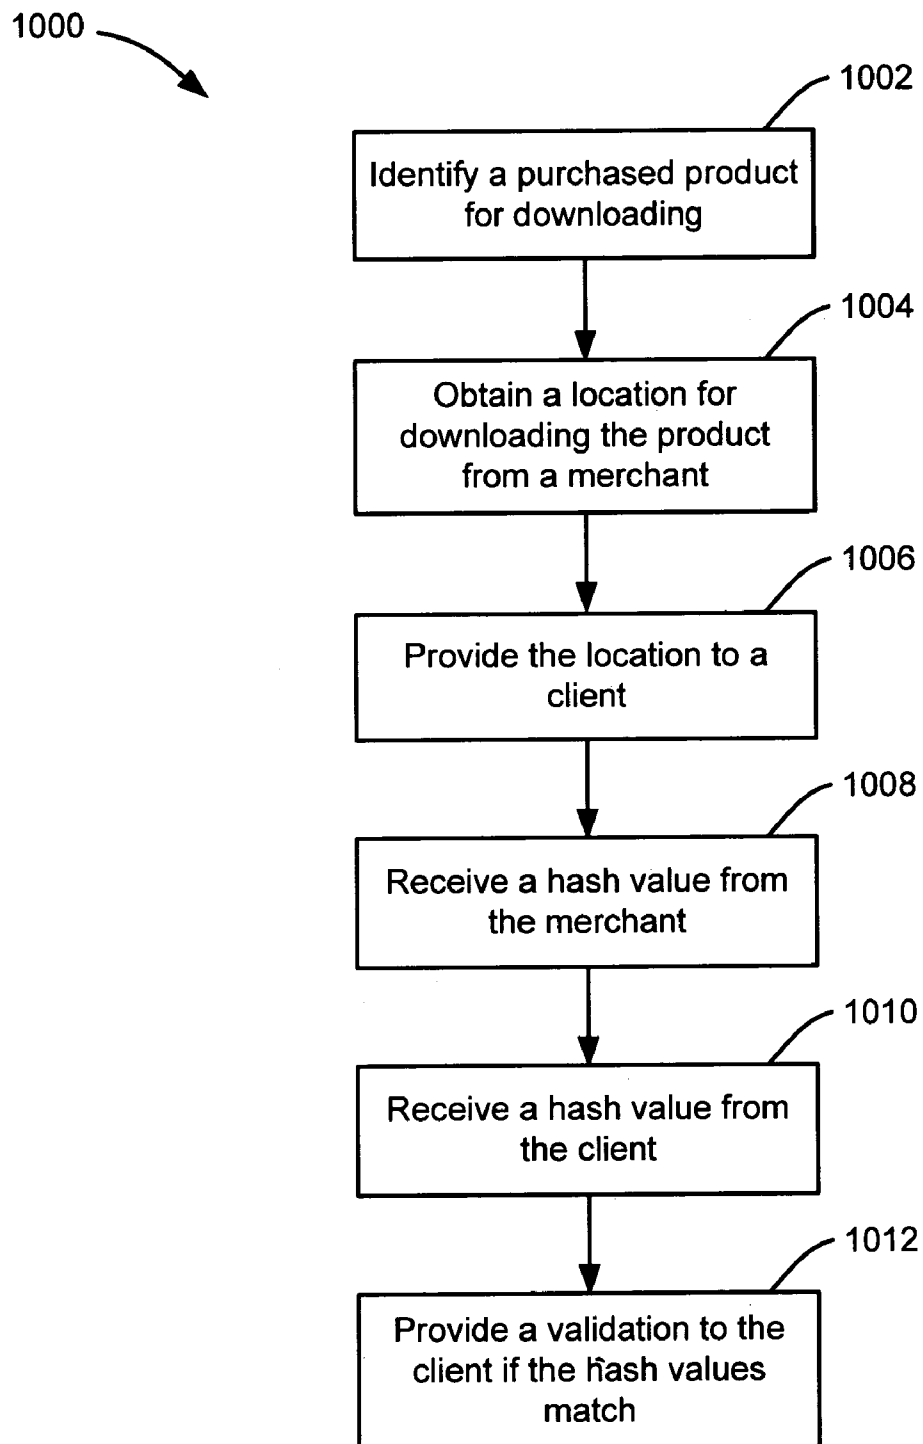 1000
1002
Identify a purchased product
for downloading
1004
Obtain a location for
downloading the product
from a merchant
1006
Provide the location to a
client
1008
Receive a hash value from
the merchant
1010
Receive a hash value from
the client
1012
Provide a validation to the
client if the hash values
match